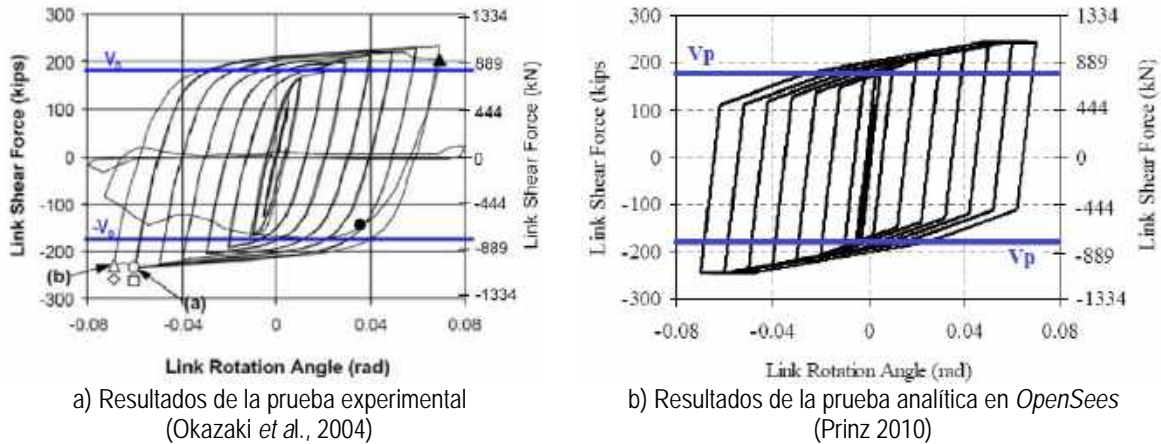 300
200
100
0
-100
-200
-300
Link Shear Force (kips)
1334
889
444
0
-444
-889
-1334
Link Shear Force (kN)
(b)
(a)
-0.08
-0.04
0
0.04
0.08
Link Rotation Angle (rad)
a) Resultados de la prueba experimental
(Okazaki et al., 2004)
300
200
100
0
-100
-200
-300
Link Shear Force (kips
1334
889
444
0
-444
-889
-1334
Link Shear Force (kN)
Vp
Vp
-0.08
-0.04
0
0.04
0.08
Link Rotation Angle (rad)
b) Resultados de la prueba analítica en OpenSees
(Prinz 2010)